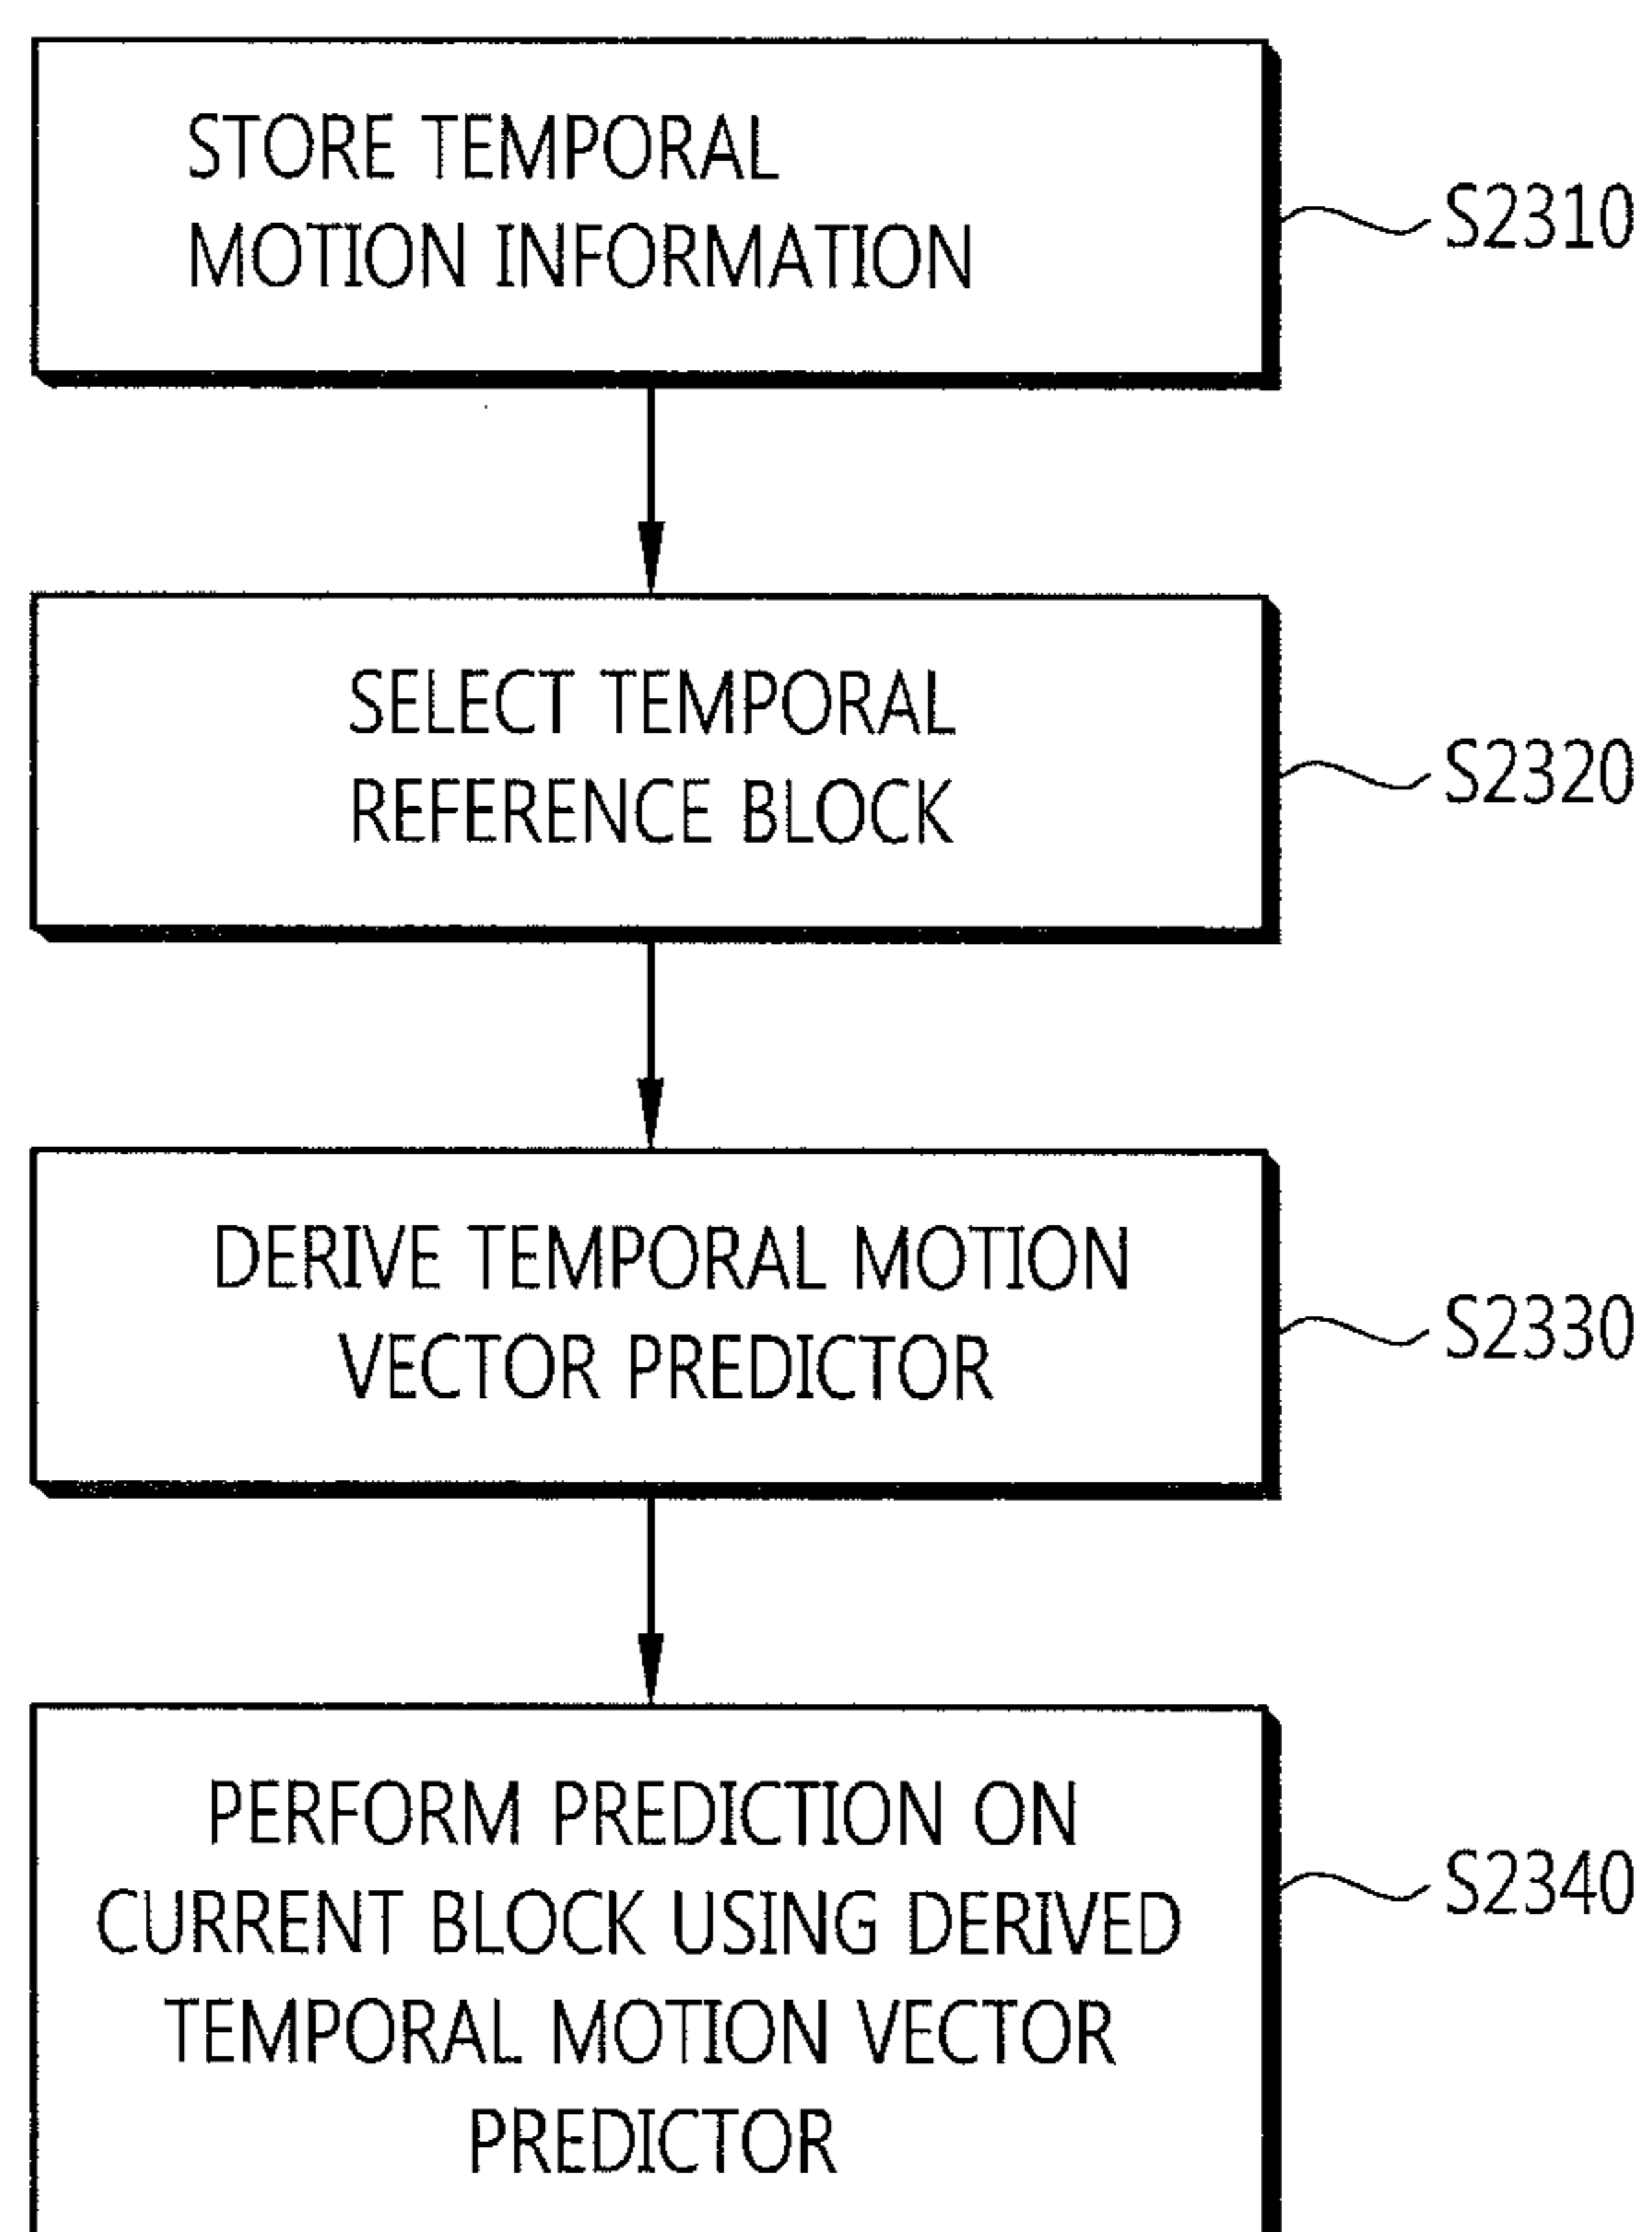 STORE TEMPORAL
MOTION INFORMATION
S2310
SELECT TEMPORAL
REFERENCE BLOCK
S2320
DERIVE TEMPORAL MOTION
VECTOR PREDICTOR
S2330
PERFORM PREDICTION ON
CURRENT BLOCK USING DERIVED
TEMPORAL MOTION VECTOR
PREDICTOR
S2340